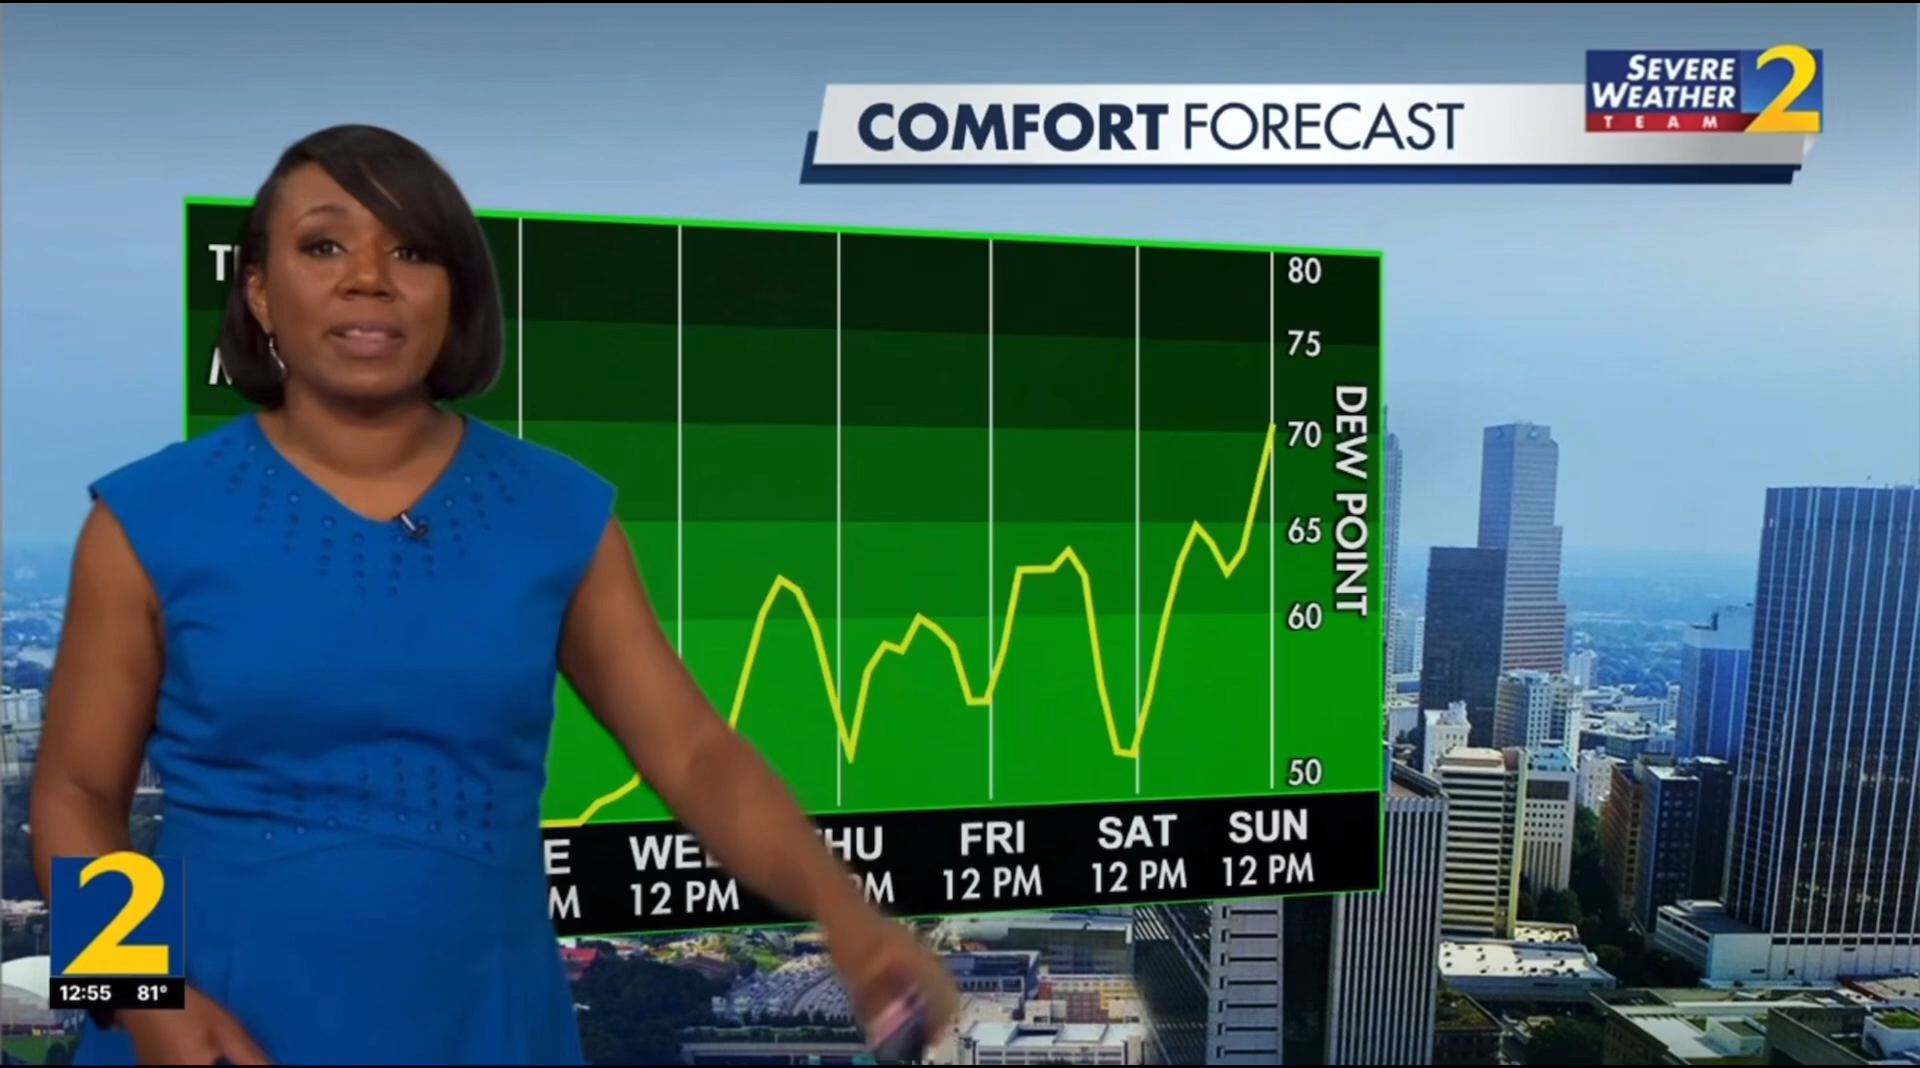 SEVERE
WEATHER
TEAM
2
COMFORT FORECAST
80
75
70
65
60
50
DEW POINT
FRI
SAT
SUN
12 PM
12 PM
12 PM
12 PM
2
12:55 81°